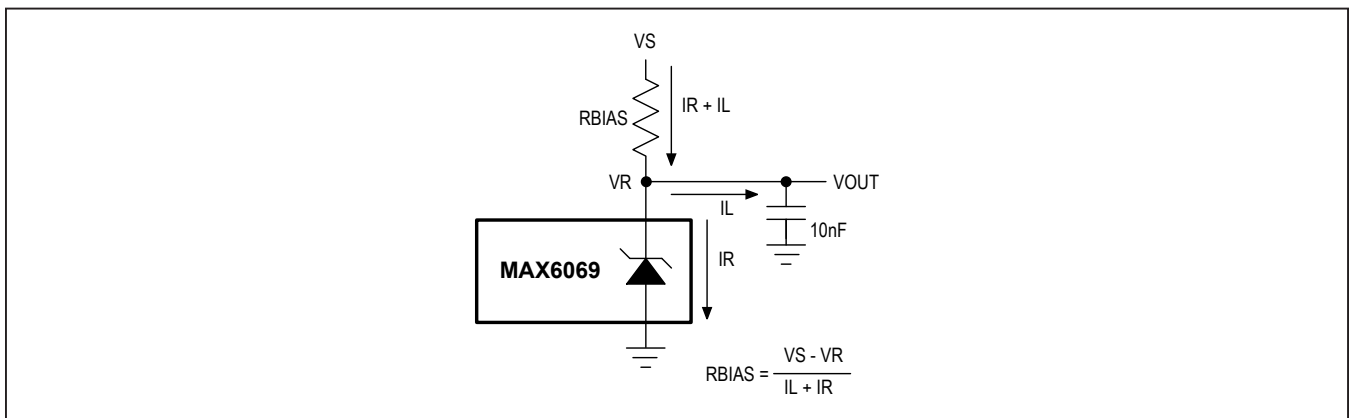 VS
IR + IL
RBIAS
VR
VOUT
IL
10nF
IR
MAX6069
RBIAS = VS - VR
IL + IR